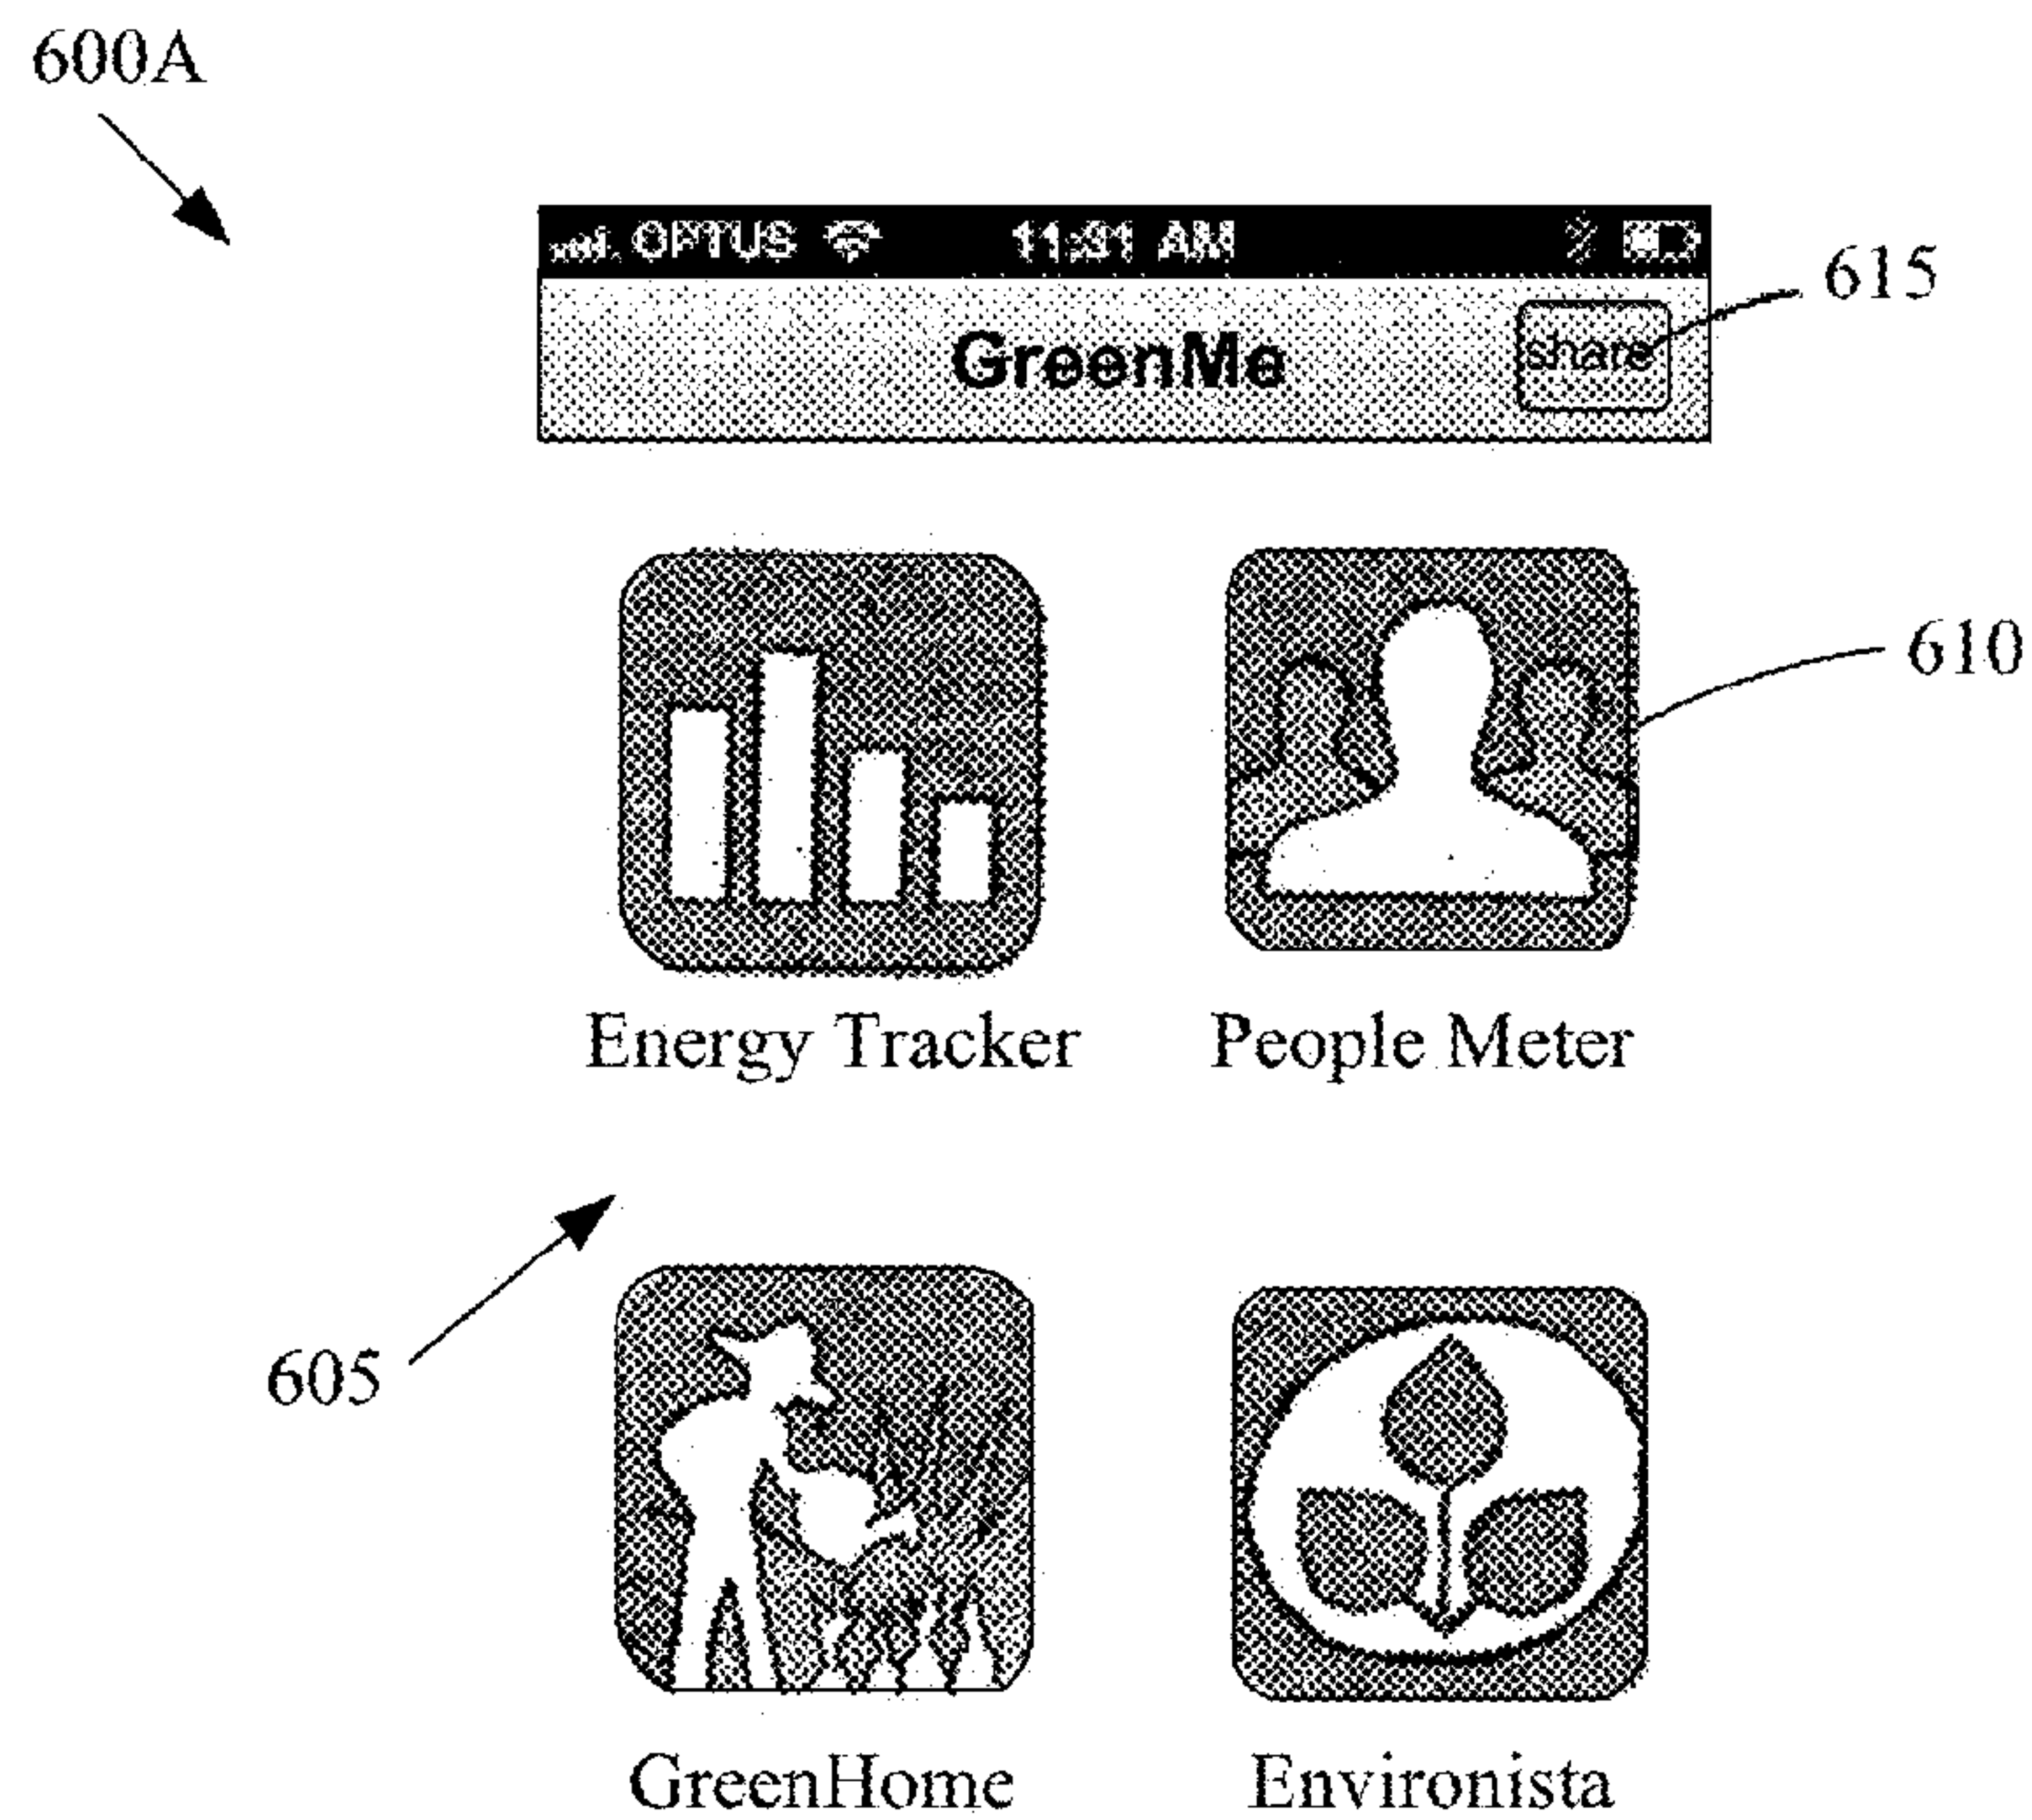 600A
OPTUS 11:31 AM
615
GreenMe share
610
Energy Tracker People Meter
605
GreenHome Environista